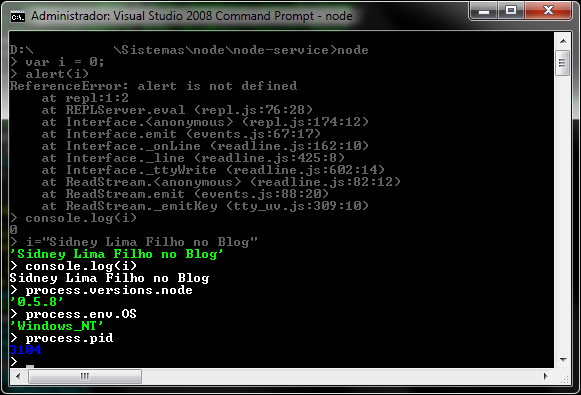 Administrador: Visual Studio 2008 Command Prompt - node
D:\          \Sistemas\node\node-service>node
> var i = 0;
> alert(i)
ReferenceError: alert is not defined
    at repl:1:2
    at REPLServer.eval (repl.js:76:28)
    at Interface.<anonymous> (repl.js:174:12)
    at Interface.emit (events.js:67:17)
    at Interface._onLine (readline.js:162:10)
    at Interface._line (readline.js:425:8)
    at Interface._ttyWrite (readline.js:602:14)
    at ReadStream.<anonymous> (readline.js:82:12)
    at ReadStream.emit (events.js:88:20)
    at ReadStream._emitKey (tty_uv.js:309:10)
> console.log(i)
0
> i="Sidney Lima Filho no Blog"
'Sidney Lima Filho no Blog'
> console.log(i)
Sidney Lima Filho no Blog
> process.versions.node
'0.5.8'
> process.env.OS
'Windows_NT'
> process.pid
3104
>